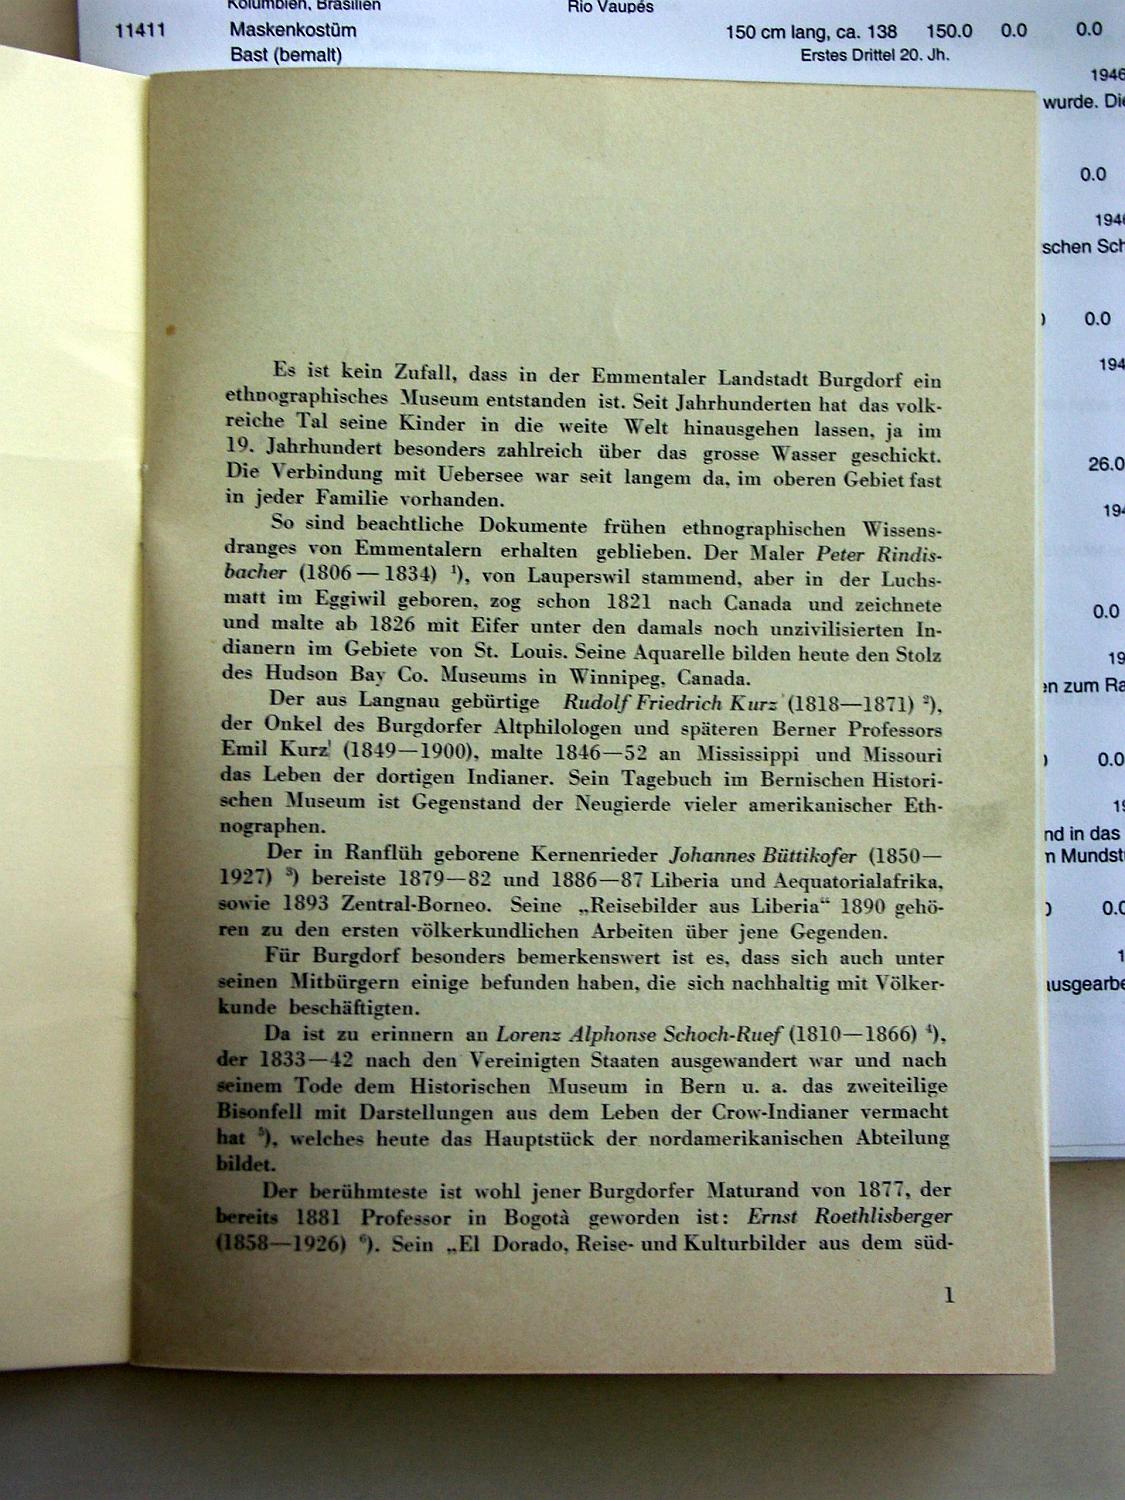 Kolumbien, Brasilien Rio Vaupés
11411 Maskenkostüm 150 cm lang, ca. 138 150.0 0.0 0.0
Bast (bemalt) Erstes Drittel 20. Jh.
1946
wurde. Die
0.0
1946
schen Sch
0.0
194
26.0
194
0.0
19
en zum Ra
0.0
19
nd in das
n Mundst
0.0
1
ausgearbe
Es ist kein Zufall, dass in der Emmentaler Landstadt Burgdorf ein
ethnographisches Museum entstanden ist. Seit Jahrhunderten hat das volk-
reiche Tal seine Kinder in die weite Welt hinausgehen lassen, ja im
19. Jahrhundert besonders zahlreich über das grosse Wasser geschickt.
Die Verbindung mit Uebersee war seit langem da, im oberen Gebiet fast
in jeder Familie vorhanden.
So sind beachtliche Dokumente frühen ethnographischen Wissens-
dranges von Emmentalern erhalten geblieben. Der Maler Peter Rindis-
bacher (1806 — 1834) ¹), von Lauperswil stammend, aber in der Luchs-
matt im Eggiwil geboren, zog schon 1821 nach Canada und zeichnete
und malte ab 1826 mit Eifer unter den damals noch unzivilisierten In-
dianern im Gebiete von St. Louis. Seine Aquarelle bilden heute den Stolz
des Hudson Bay Co. Museums in Winnipeg, Canada.
Der aus Langnau gebürtige Rudolf Friedrich Kurz (1818—1871) ²),
der Onkel des Burgdorfer Altphilologen und späteren Berner Professors
Emil Kurz (1849—1900), malte 1846—52 an Mississippi und Missouri
das Leben der dortigen Indianer. Sein Tagebuch im Bernischen Histori-
schen Museum ist Gegenstand der Neugierde vieler amerikanischer Eth-
nographen.
Der in Ranflüh geborene Kernenrieder Johannes Büttikofer (1850—
1927) ³) bereiste 1879—82 und 1886—87 Liberia und Aequatorialafrika,
sowie 1893 Zentral-Borneo. Seine „Reisebilder aus Liberia“ 1890 gehö-
ren zu den ersten völkerkundlichen Arbeiten über jene Gegenden.
Für Burgdorf besonders bemerkenswert ist es, dass sich auch unter
seinen Mitbürgern einige befunden haben, die sich nachhaltig mit Völker-
kunde beschäftigten.
Da ist zu erinnern an Lorenz Alphonse Schoch-Ruef (1810—1866) ⁴),
der 1833—42 nach den Vereinigten Staaten ausgewandert war und nach
seinem Tode dem Historischen Museum in Bern u. a. das zweiteilige
Bisonfell mit Darstellungen aus dem Leben der Crow-Indianer vermacht
hat ⁵), welches heute das Hauptstück der nordamerikanischen Abteilung
bildet.
Der berühmteste ist wohl jener Burgdorfer Maturand von 1877, der
bereits 1881 Professor in Bogotà geworden ist: Ernst Roethlisberger
(1858—1926) ⁶). Sein „El Dorado, Reise- und Kulturbilder aus dem süd-
1